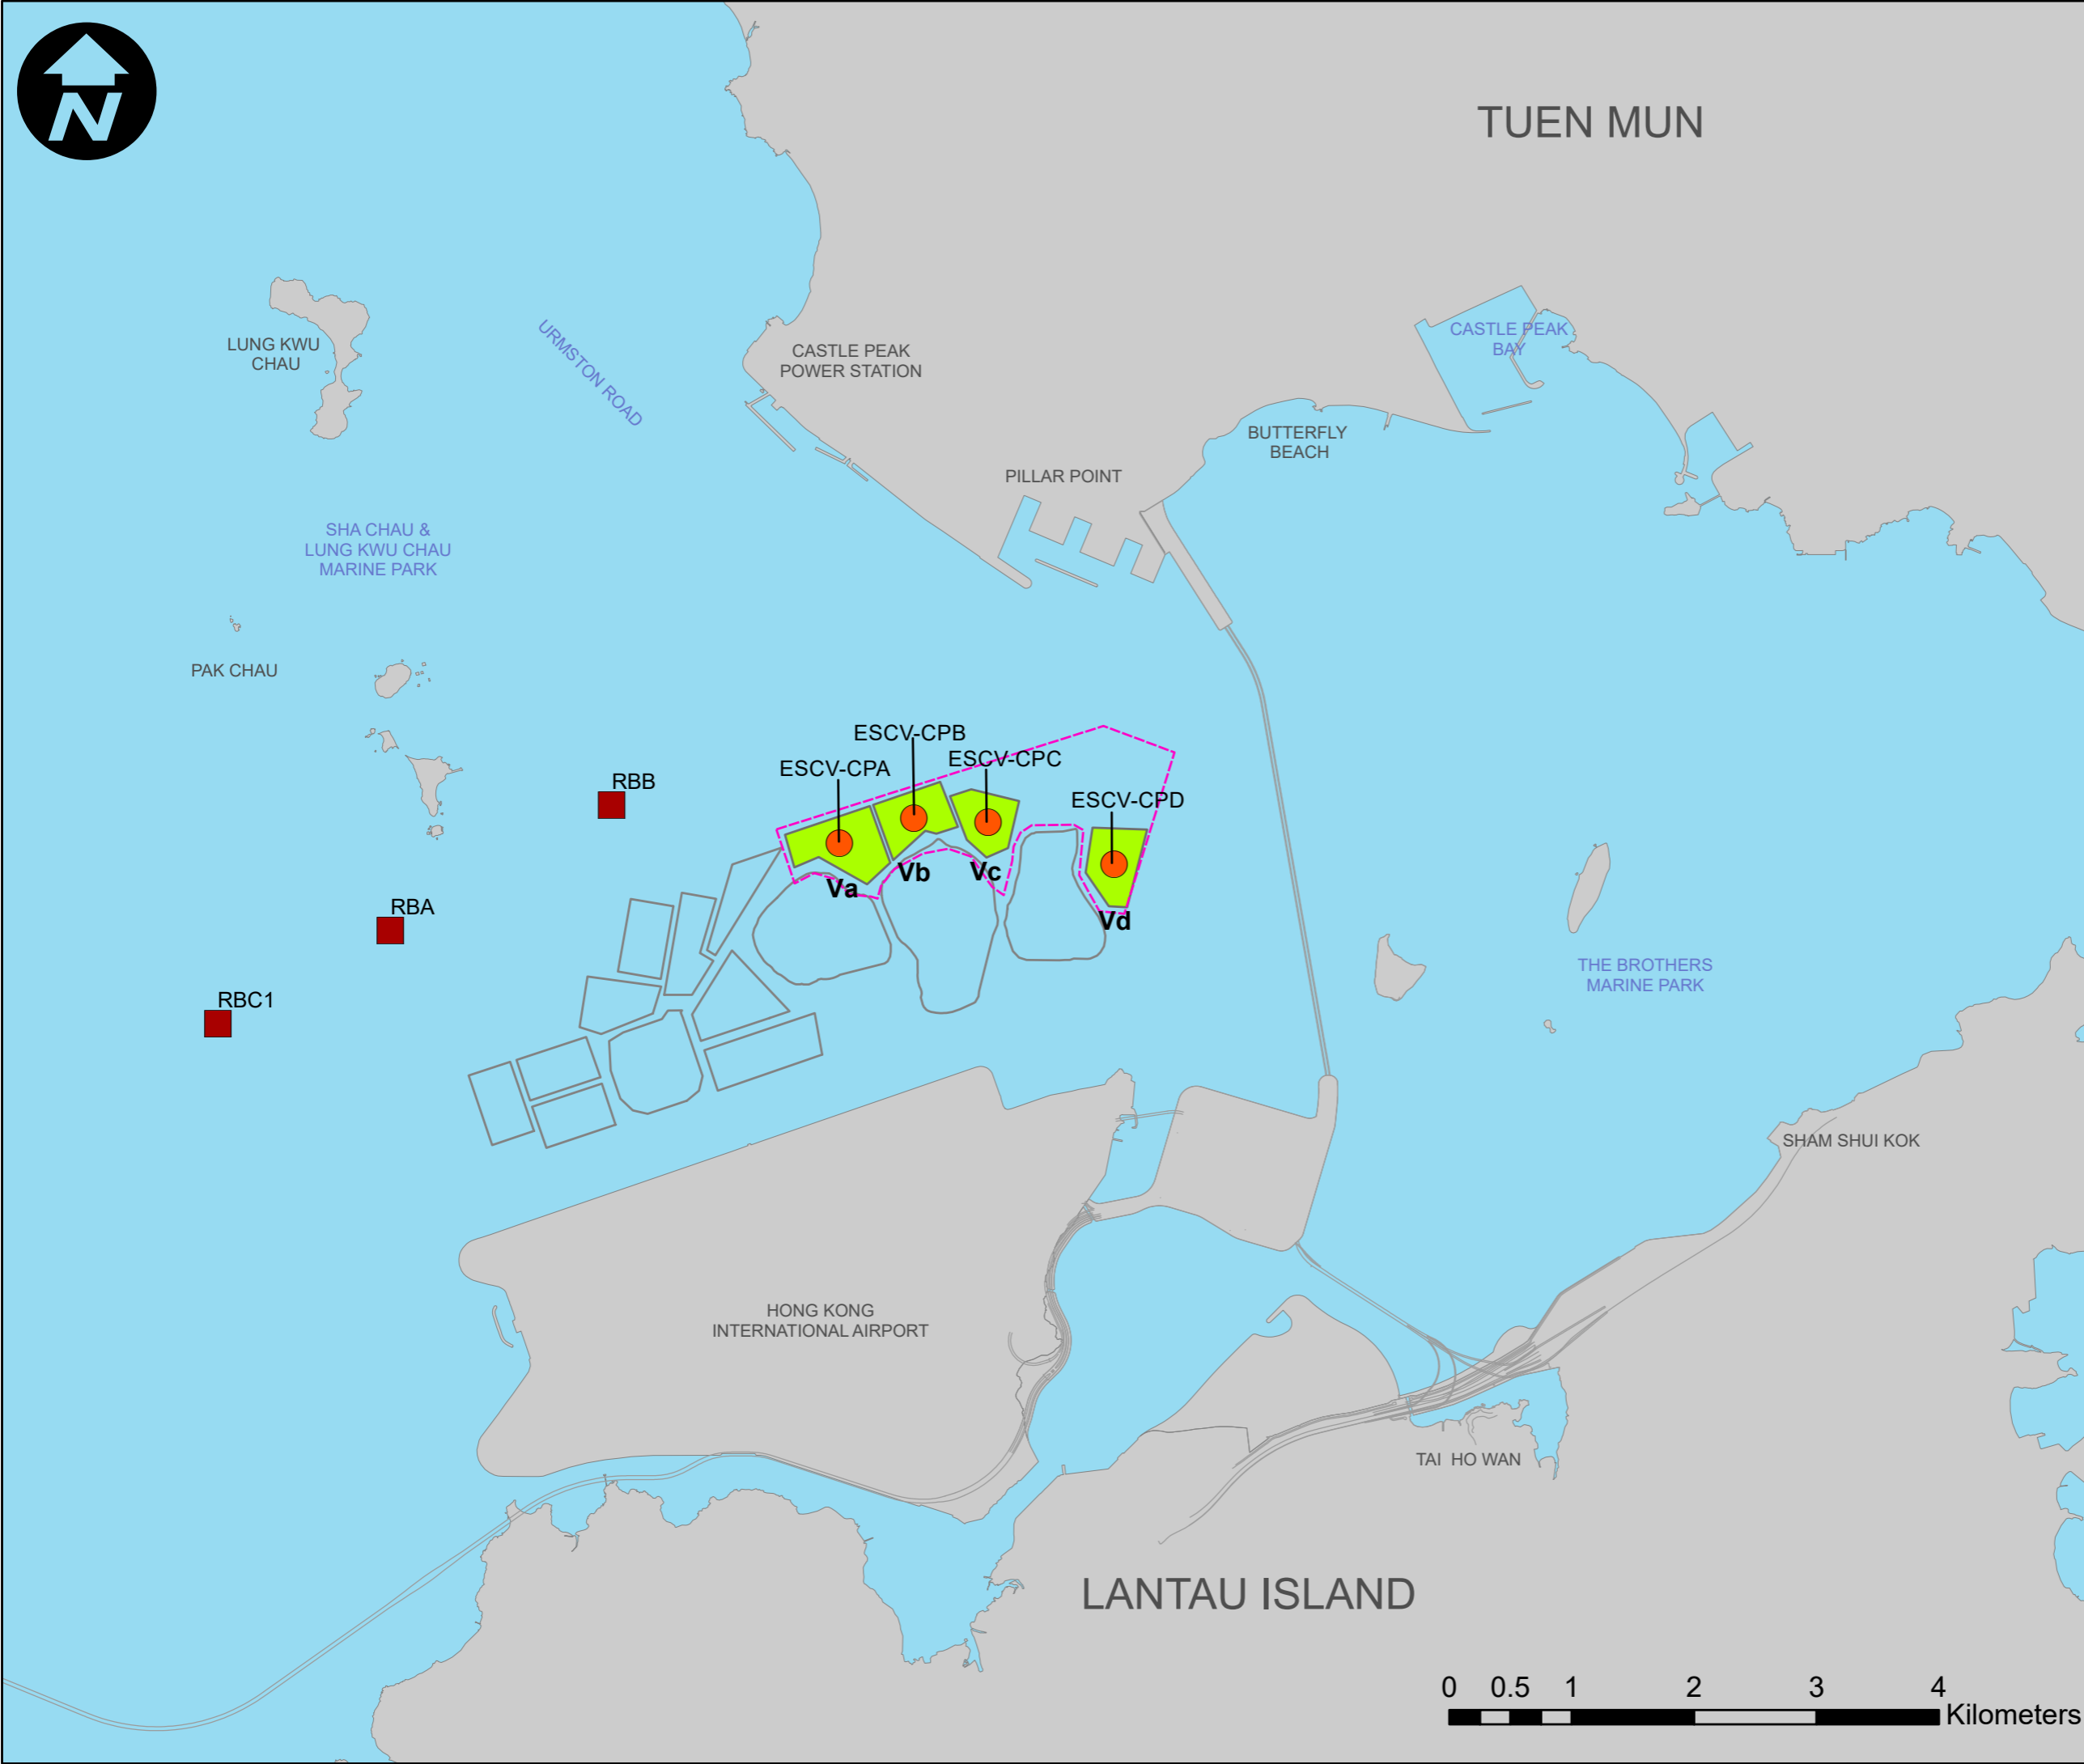 N
TUEN MUN
LUNG KWU
CHAU
URMSTON ROAD
CASTLE PEAK
POWER STATION
CASTLE PEAK
BAY
BUTTERFLY
BEACH
PILLAR POINT
SHA CHAU &
LUNG KWU CHAU
MARINE PARK
PAK CHAU
ESCV-CPB
ESCV-CPC
ESCV-CPA
RBB
ESCV-CPD
Va
Vb
Vc
Vd
RBA
THE BROTHERS
MARINE PARK
RBC1
SHAM SHUI KOK
HONG KONG
INTERNATIONAL AIRPORT
TAI HO WAN
LANTAU ISLAND
0 0.5 1 2 3 4
Kilometers